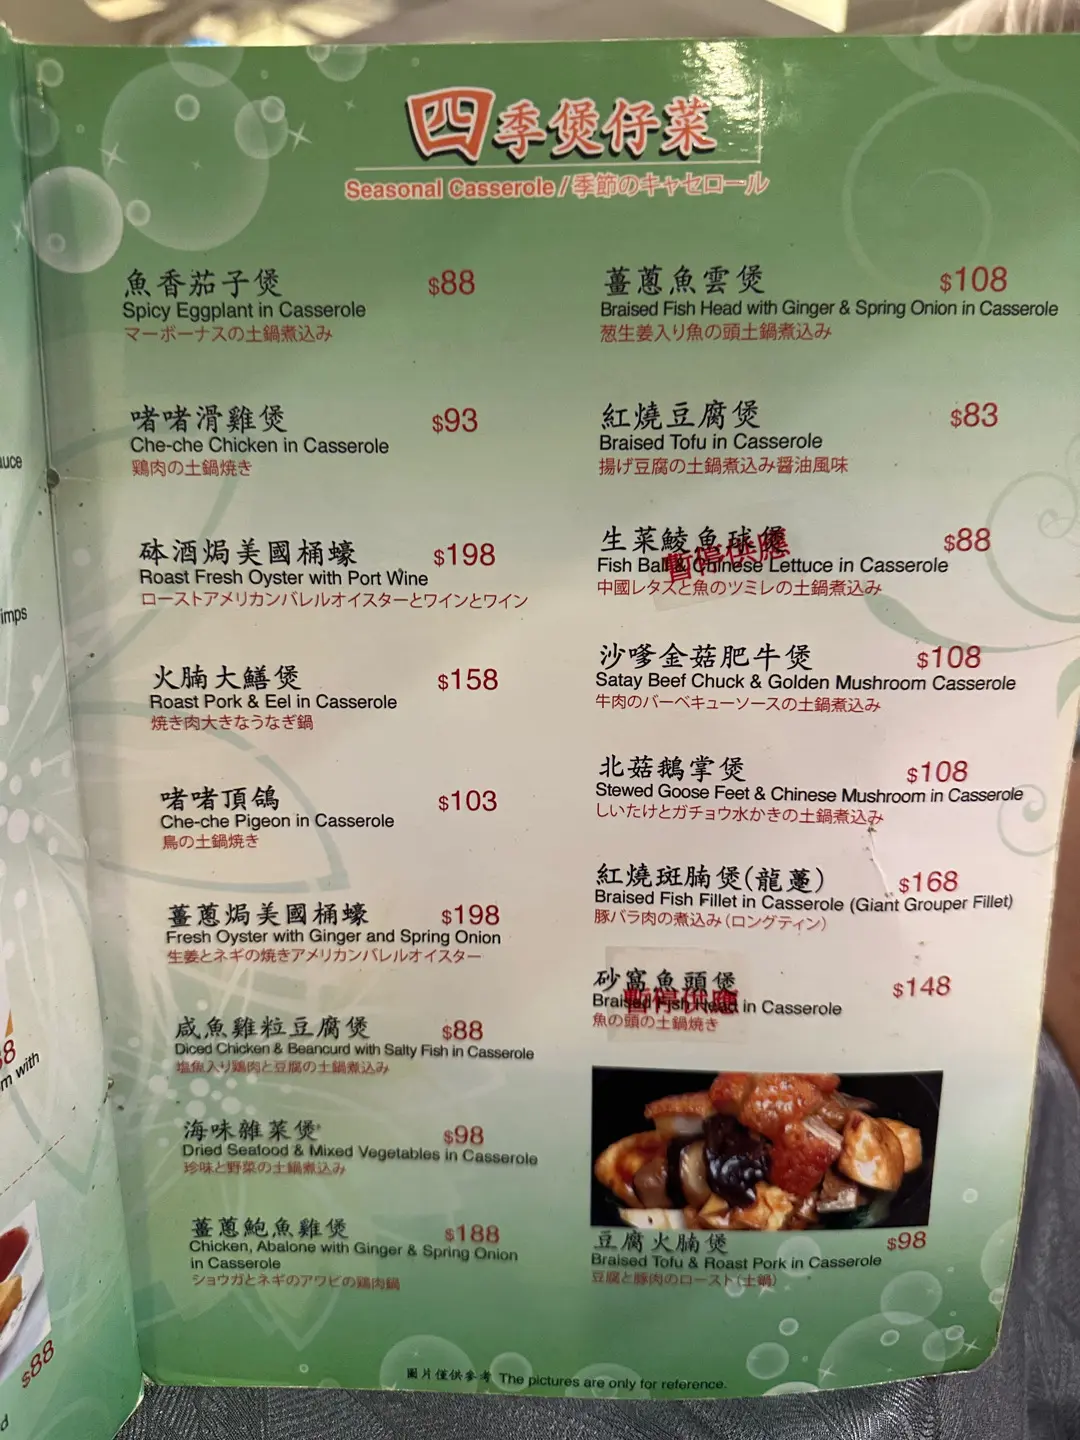 四季煲仔菜
Seasonal Casserole / 季節のキャセロール
魚香茄子煲 $88
Spicy Eggplant in Casserole
マーボーナスの土鍋煮込み
啫啫滑雞煲 $93
Che-che Chicken in Casserole
鶏肉の土鍋焼き
砵酒焗美國桶蠔 $198
Roast Fresh Oyster with Port Wine
ローストアメリカンバレルオイスターとワインとワイン
火腩大鱔煲 $158
Roast Pork & Eel in Casserole
焼き肉大きなうなぎ鍋
啫啫頂鴿 $103
Che-che Pigeon in Casserole
鳥の土鍋焼き
薑蔥焗美國桶蠔 $198
Fresh Oyster with Ginger and Spring Onion
生姜とネギの焼きアメリカンバレルオイスター
咸魚雞粒豆腐煲 $88
Diced Chicken & Beancurd with Salty Fish in Casserole
塩魚入り鶏肉と豆腐の土鍋煮込み
海味雜菜煲 $98
Dried Seafood & Mixed Vegetables in Casserole
珍味と野菜の土鍋煮込み
薑蔥鮑魚雞煲 $188
Chicken, Abalone with Ginger & Spring Onion
in Casserole
ショウガとネギのアワビの鶏肉鍋
薑蔥魚雲煲 $108
Braised Fish Head with Ginger & Spring Onion in Casserole
葱生姜入り魚の頭土鍋煮込み
紅燒豆腐煲 $83
Braised Tofu in Casserole
揚げ豆腐の土鍋煮込み醤油風味
生菜鯪魚球煲 $88
暫停供應
Fish Ball & Chinese Lettuce in Casserole
中國レタスと魚のツミレの土鍋煮込み
沙嗲金菇肥牛煲 $108
Satay Beef Chuck & Golden Mushroom Casserole
牛肉のバーベキューソースの土鍋煮込み
北菇鵝掌煲 $108
Stewed Goose Feet & Chinese Mushroom in Casserole
しいたけとガチョウ水かきの土鍋煮込み
紅燒斑腩煲(龍躉) $168
Braised Fish Fillet in Casserole (Giant Grouper Fillet)
豚バラ肉の煮込み(ロングティン)
砂窩魚頭煲 $148
暫停供應
Braised Fish Head in Casserole
魚の頭の土鍋焼き
豆腐火腩煲 $98
Braised Tofu & Roast Pork in Casserole
豆腐と豚肉のロースト(土鍋)
圖片僅供參考 The pictures are only for reference.
auce
imps
m with
$88